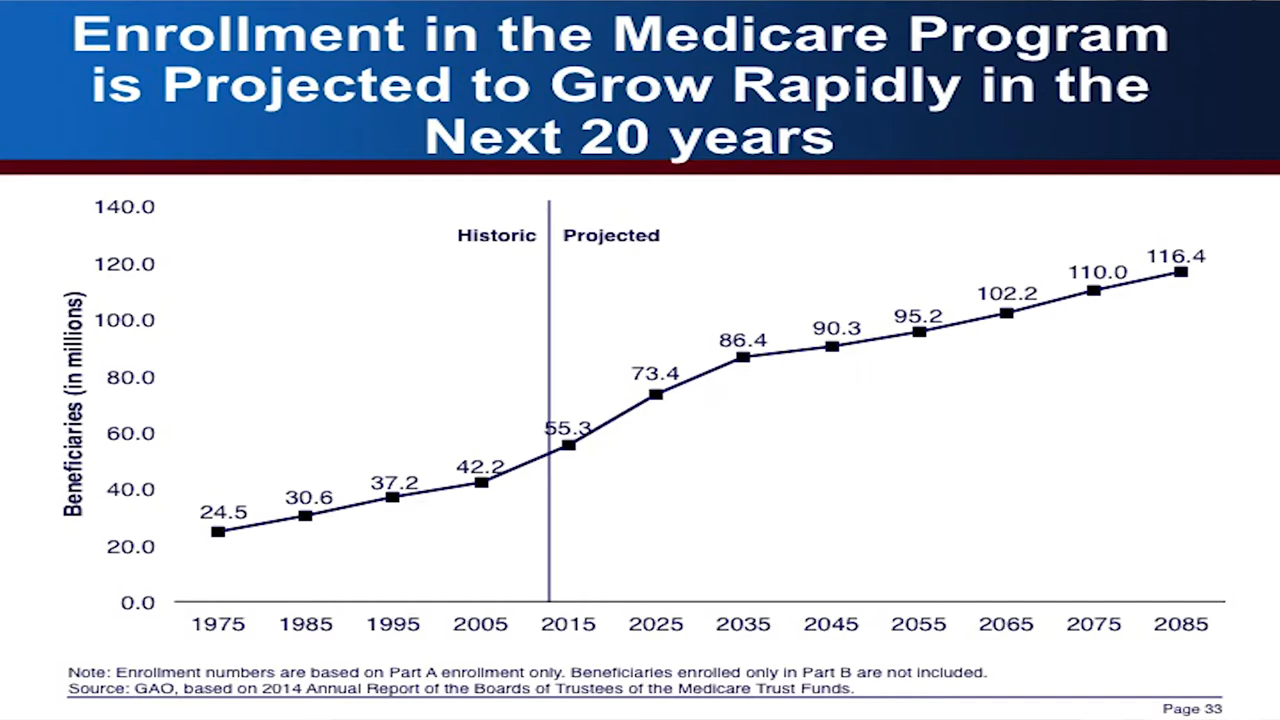 Enrollment in the Medicare Program
is Projected to Grow Rapidly in the
Next 20 years
140.0
120.0
100.0
80.0
60.0
40.0
20.0
0.0
Beneficiaries (in millions)
Historic
Projected
24.5
30.6
37.2
42.2
55.3
73.4
86.4
90.3
95.2
102.2
110.0
116.4
1975 1985 1995 2005 2015 2025 2035 2045 2055 2065 2075 2085
Note: Enrollment numbers are based on Part A enrollment only. Beneficiaries enrolled only in Part B are not included.
Source: GAO, based on 2014 Annual Report of the Boards of Trustees of the Medicare Trust Funds.
Page 33